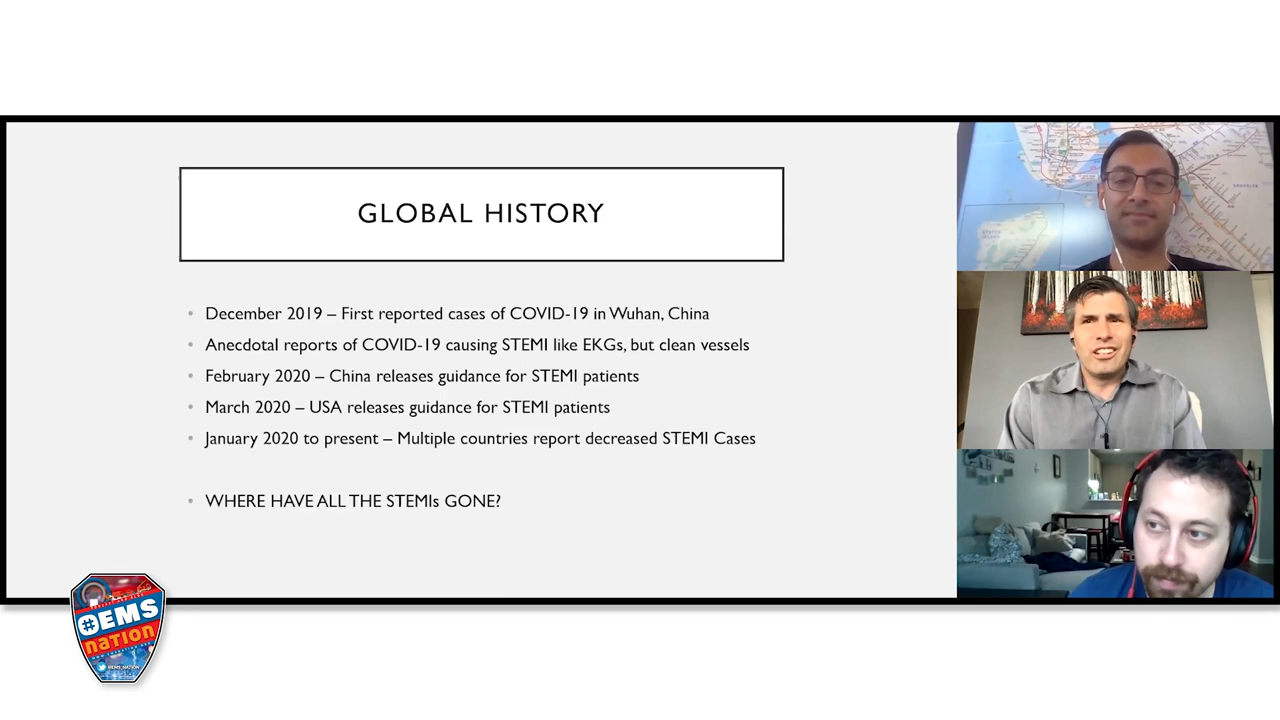 GLOBAL HISTORY
• December 2019 – First reported cases of COVID-19 in Wuhan, China
• Anecdotal reports of COVID-19 causing STEMI like EKGs, but clean vessels
• February 2020 – China releases guidance for STEMI patients
• March 2020 – USA releases guidance for STEMI patients
• January 2020 to present – Multiple countries report decreased STEMI Cases
• WHERE HAVE ALL THE STEMIs GONE?
#EMS
nation